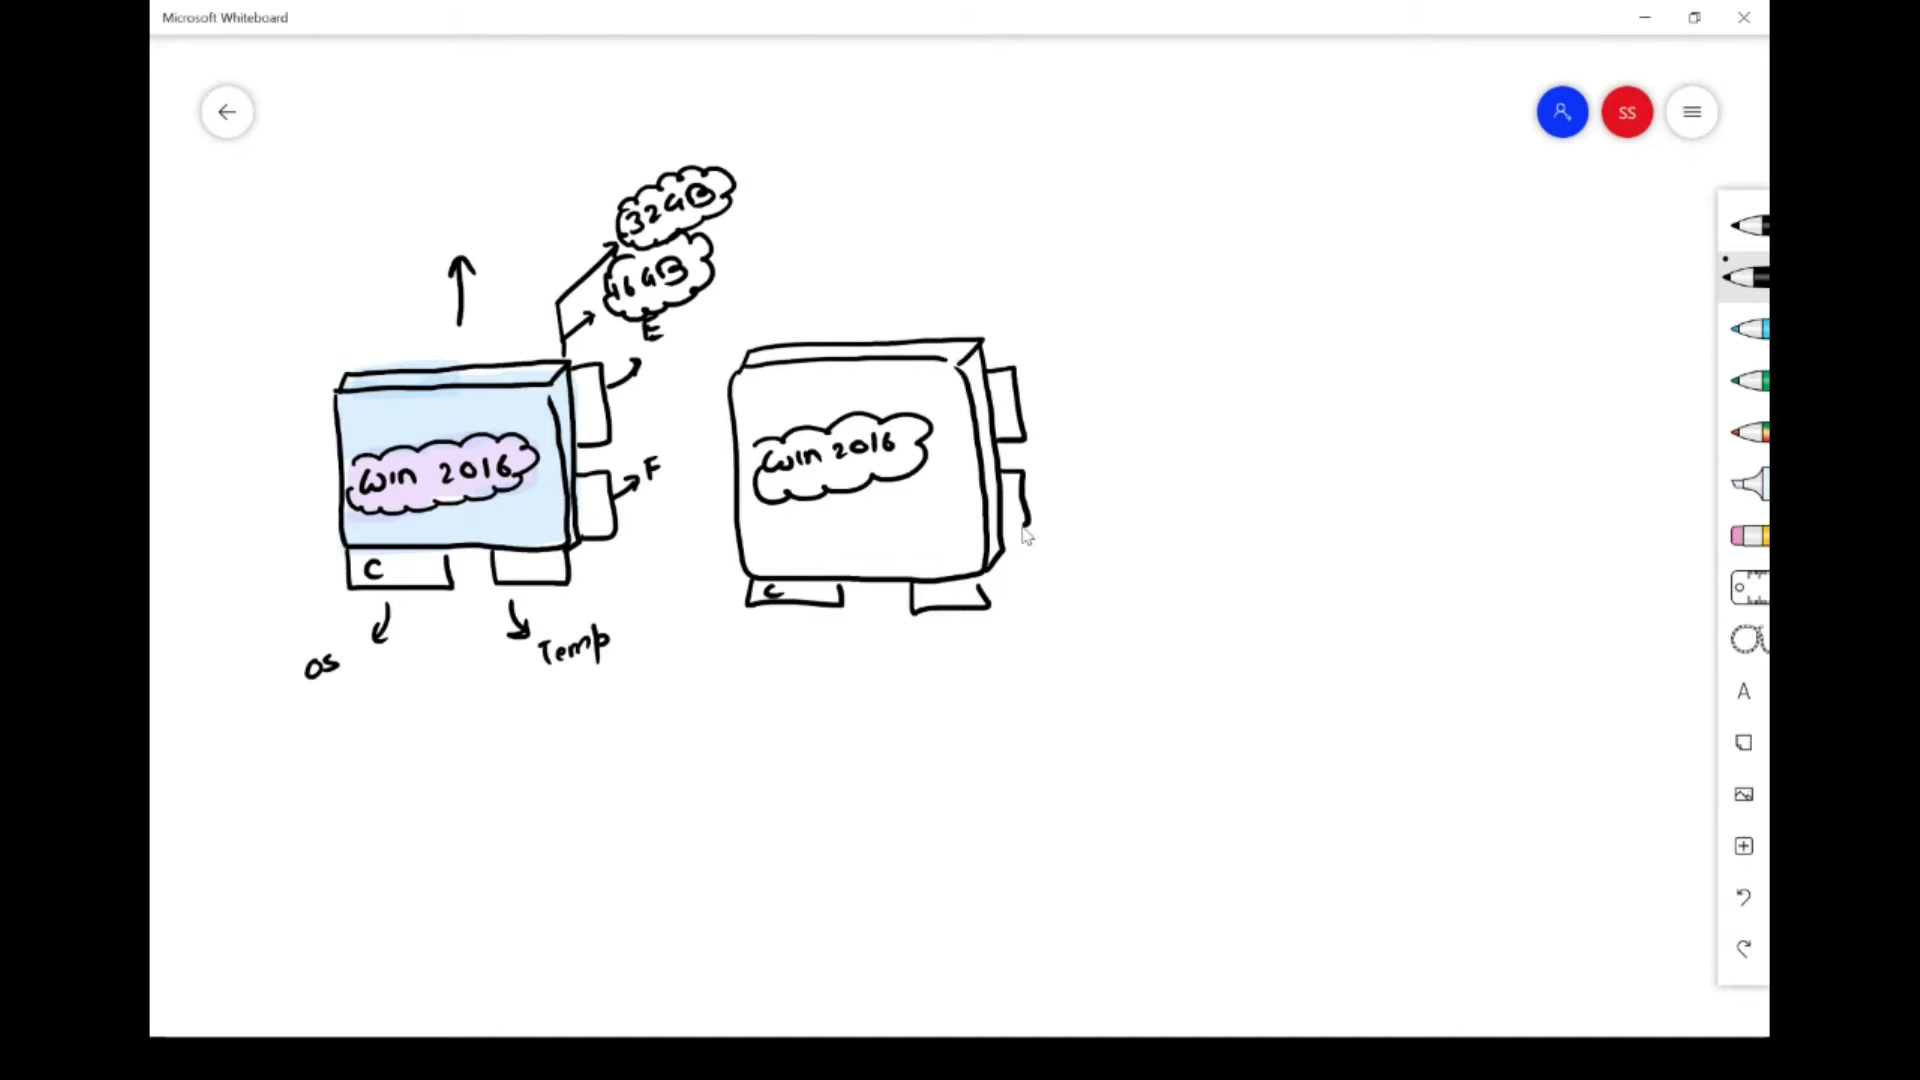 Microsoft Whiteboard
SS
32GB
16GB
E
Win 2016
F
Win 2016
C
C
OS
Temp
A